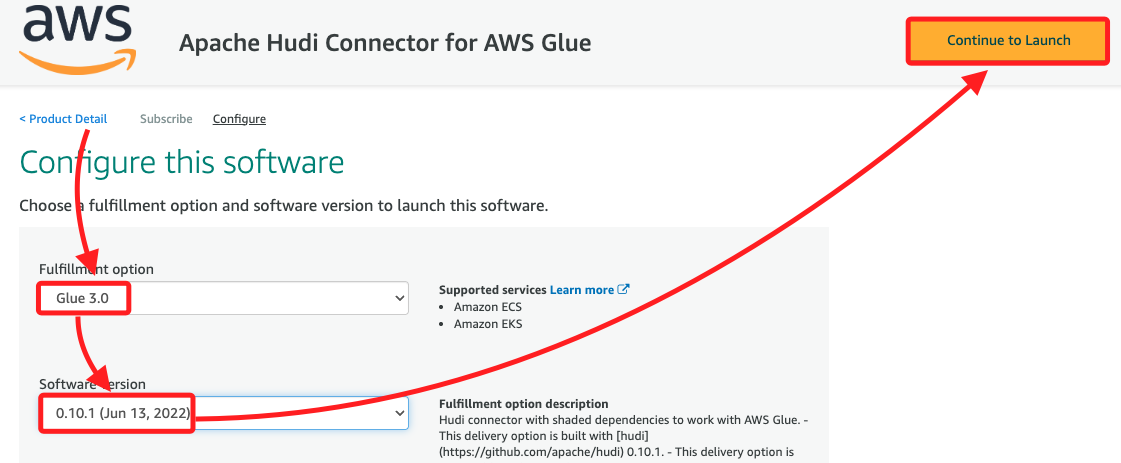 aws
Apache Hudi Connector for AWS Glue
Continue to Launch
< Product Detail
Subscribe
Configure
Configure this software
Choose a fulfillment option and software version to launch this software.
Fulfillment option
Glue 3.0
Supported services Learn more
• Amazon ECS
• Amazon EKS
Software version
0.10.1 (Jun 13, 2022)
Fulfillment option description
Hudi connector with shaded dependencies to work with AWS Glue. -
This delivery option is built with [hudi]
(https://github.com/apache/hudi) 0.10.1. - This delivery option is